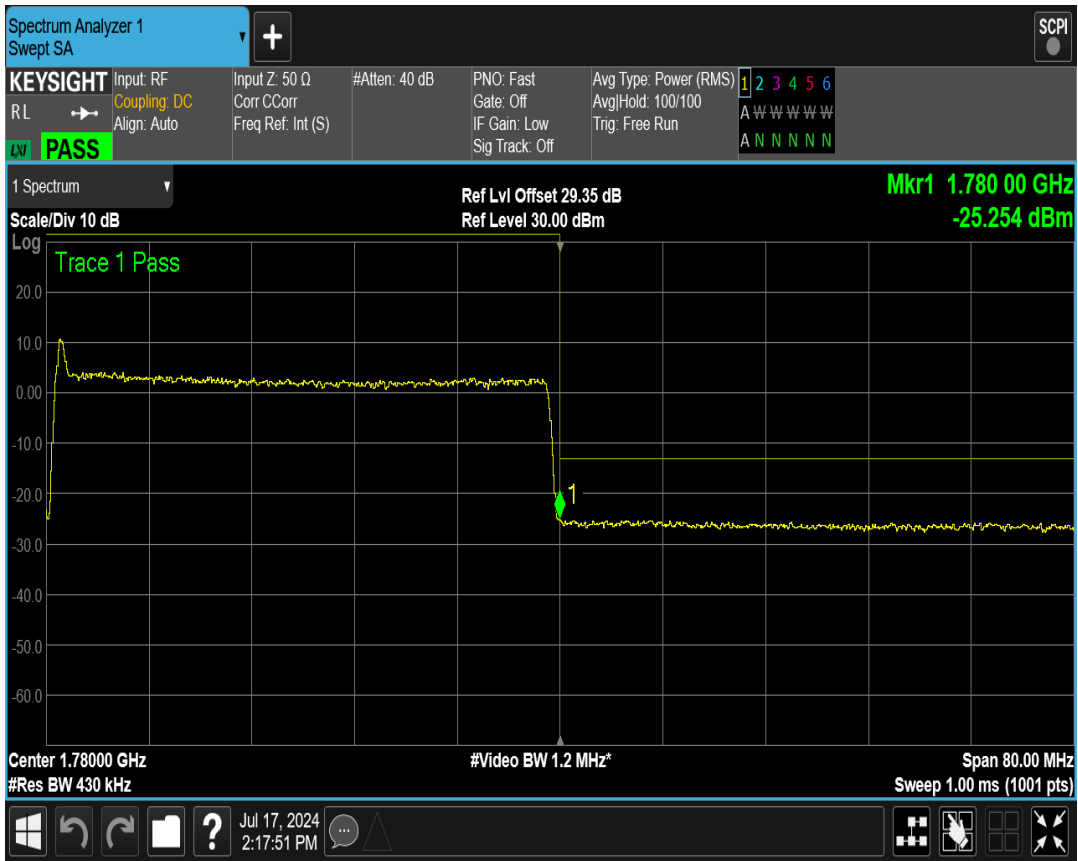 Spectrum Analyzer 1
Swept SA
SCPI
KEYSIGHT
R L
LXI PASS
Input: RF
Coupling: DC
Align: Auto
Input Z: 50 Ω
Corr CCorr
Freq Ref: Int (S)
#Atten: 40 dB
PNO: Fast
Gate: Off
IF Gain: Low
Sig Track: Off
Avg Type: Power (RMS)
Avg|Hold: 100/100
Trig: Free Run
1 2 3 4 5 6
A W W W W W
A N N N N N
1 Spectrum
Scale/Div 10 dB
Ref Lvl Offset 29.35 dB
Ref Level 30.00 dBm
Mkr1 1.780 00 GHz
-25.254 dBm
Log
Trace 1 Pass
20.0
10.0
0.00
-10.0
-20.0
1
-30.0
-40.0
-50.0
-60.0
Center 1.78000 GHz
#Video BW 1.2 MHz*
Span 80.00 MHz
#Res BW 430 kHz
Sweep 1.00 ms (1001 pts)
Jul 17, 2024
2:17:51 PM